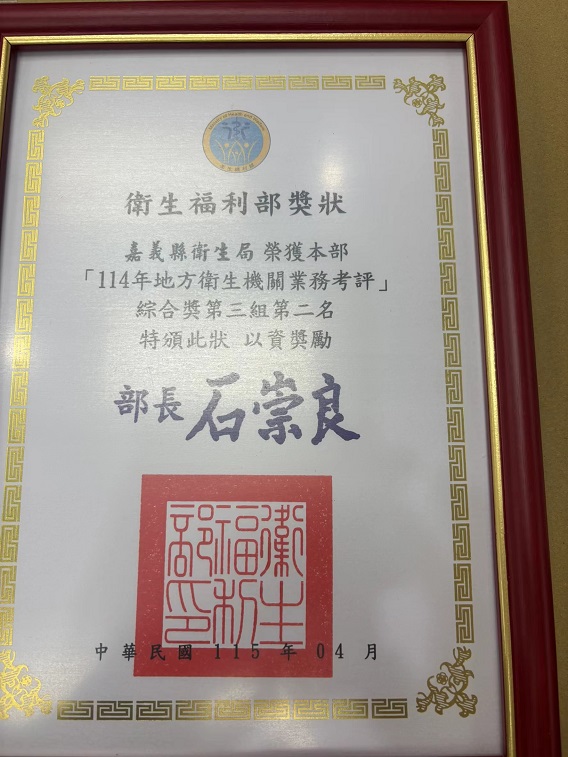 衛生福利部獎狀
嘉義縣衛生局 榮獲本部
「114年地方衛生機關業務考評」
綜合獎第三組第二名
特頒此狀 以資獎勵
部長 石崇良
衛生福利部印
中華民國 115 年 04 月